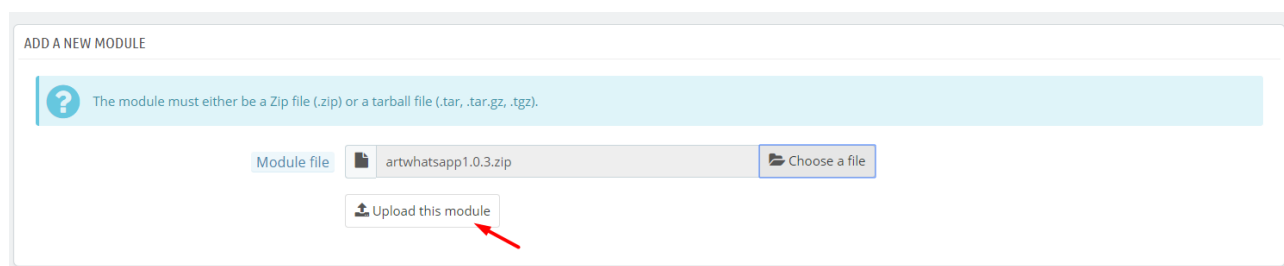 ADD A NEW MODULE
The module must either be a Zip file (.zip) or a tarball file (.tar, .tar.gz, .tgz).
Module file artwhatsapp1.0.3.zip Choose a file
Upload this module